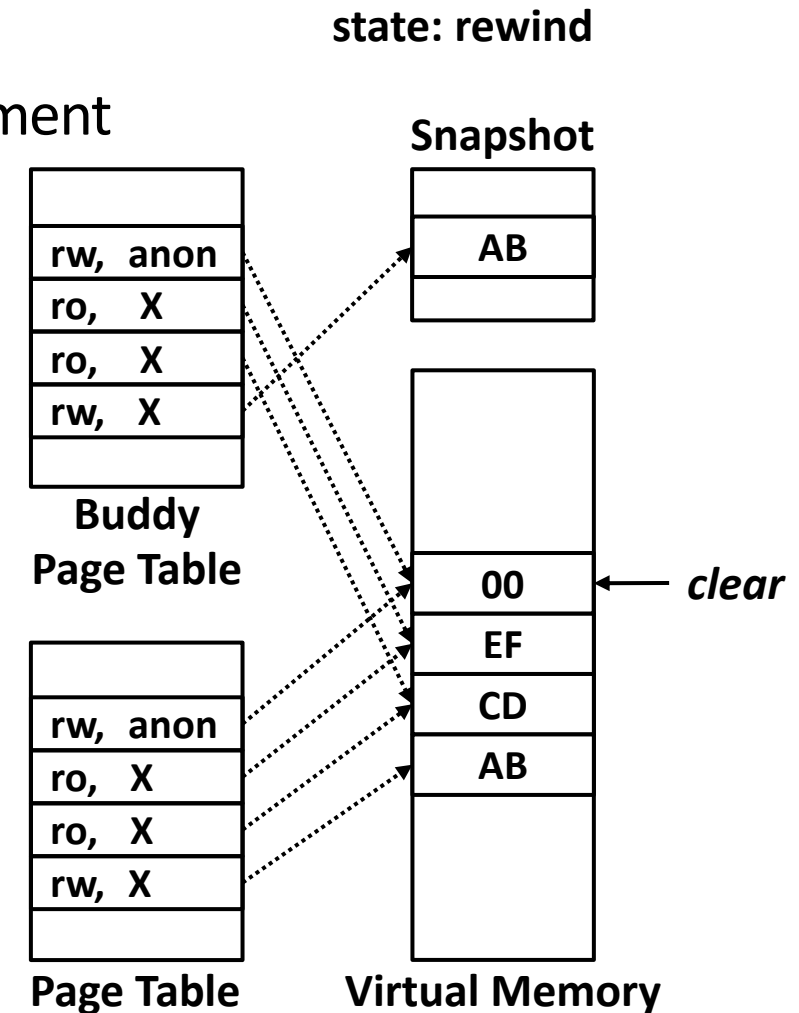 state: rewind
ment
Snapshot
rw, anon
ro, X
ro, X
rw, X
AB
Buddy
Page Table
00
clear
EF
CD
AB
rw, anon
ro, X
ro, X
rw, X
Page Table
Virtual Memory